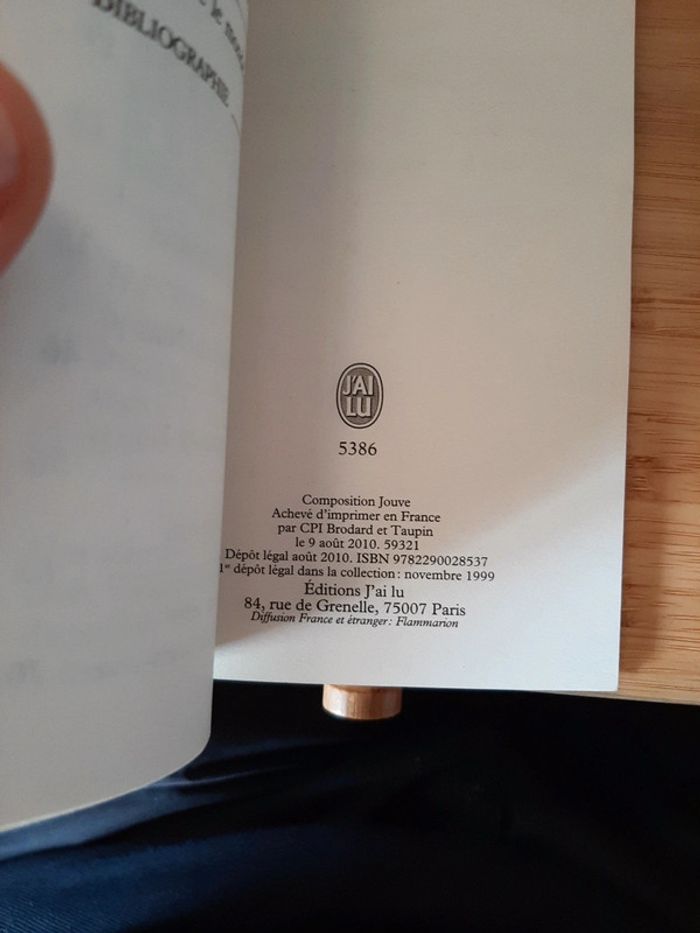 le
BIBLIOGRAPHIE
J'AI
LU
5386
Composition Jouve
Achevé d'imprimer en France
par CPI Brodard et Taupin
le 9 août 2010. 59321
Dépôt légal août 2010. ISBN 9782290028537
1er dépôt légal dans la collection : novembre 1999
Éditions J'ai lu
84, rue de Grenelle, 75007 Paris
Diffusion France et étranger : Flammarion